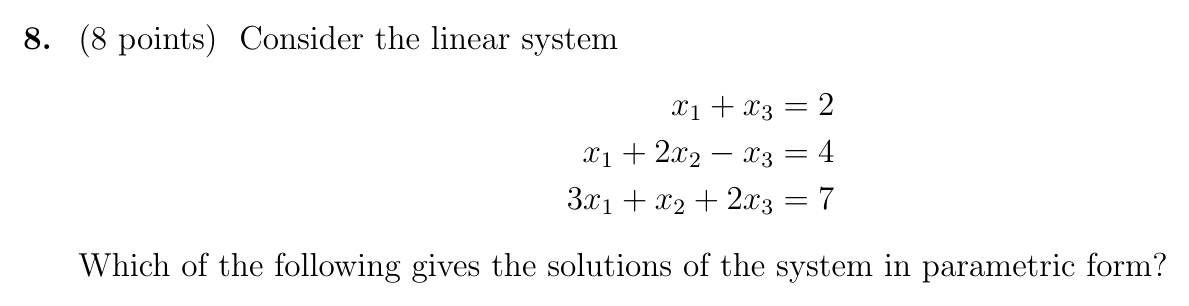 8. (8 points) Consider the linear system
x₁ + x₃ = 2
x₁ + 2x₂ − x₃ = 4
3x₁ + x₂ + 2x₃ = 7
Which of the following gives the solutions of the system in parametric form?